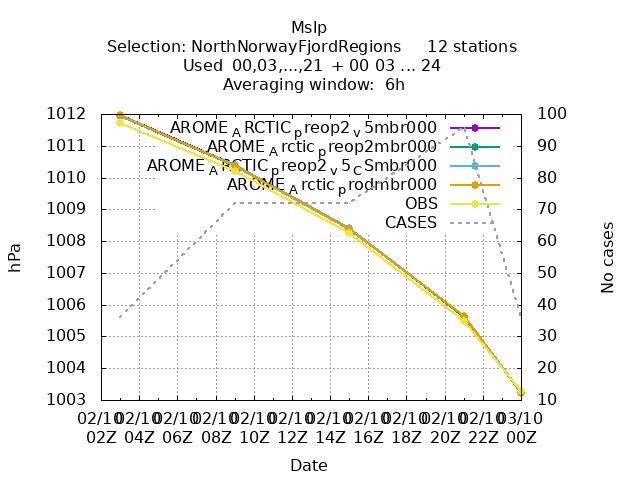 Mslp
Selection: NorthNorwayFjordRegions 12 stations
Used 00,03,...,21 + 00 03 ... 24
Averaging window: 6h
1012
1011
1010
1009
1008
1007
1006
1005
1004
1003
hPa
AROME_ARCTIC_preop2_v5mbr000
AROME_Arctic_preop2mbr000
AROME_ARCTIC_preop2_v5_CSmbr000
AROME_Arctic_prodmbr000
OBS
CASES
100
90
80
70
60
50
40
30
20
10
No cases
02/10 02/10 02/10 02/10 02/10 02/10 02/10 02/10 02/10 02/10 02/10 03/10
02Z 04Z 06Z 08Z 10Z 12Z 14Z 16Z 18Z 20Z 22Z 00Z
Date